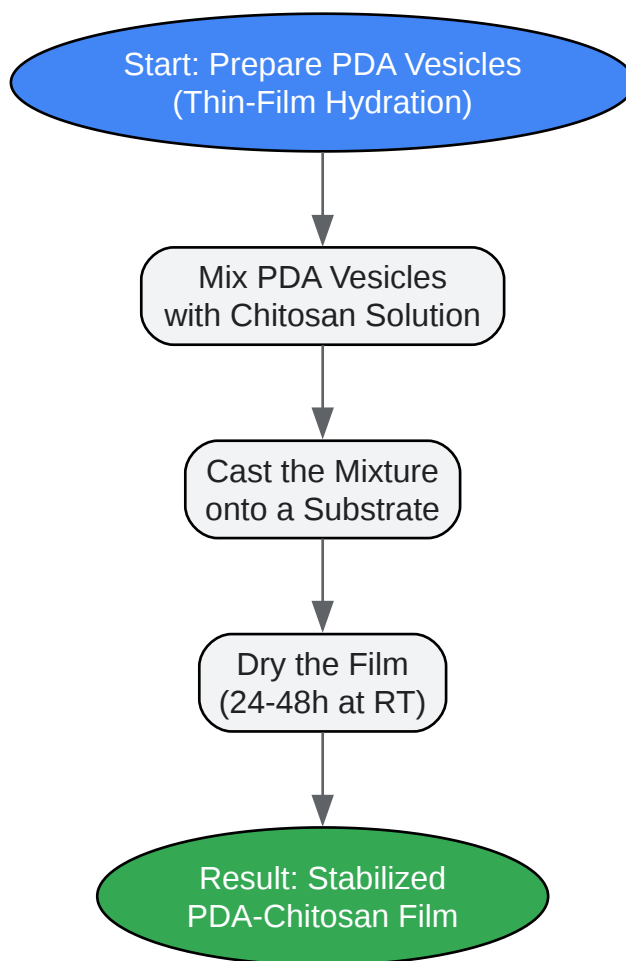 Start: Prepare PDA Vesicles
(Thin-Film Hydration)
Mix PDA Vesicles
with Chitosan Solution
Cast the Mixture
onto a Substrate
Dry the Film
(24-48h at RT)
Result: Stabilized
PDA-Chitosan Film